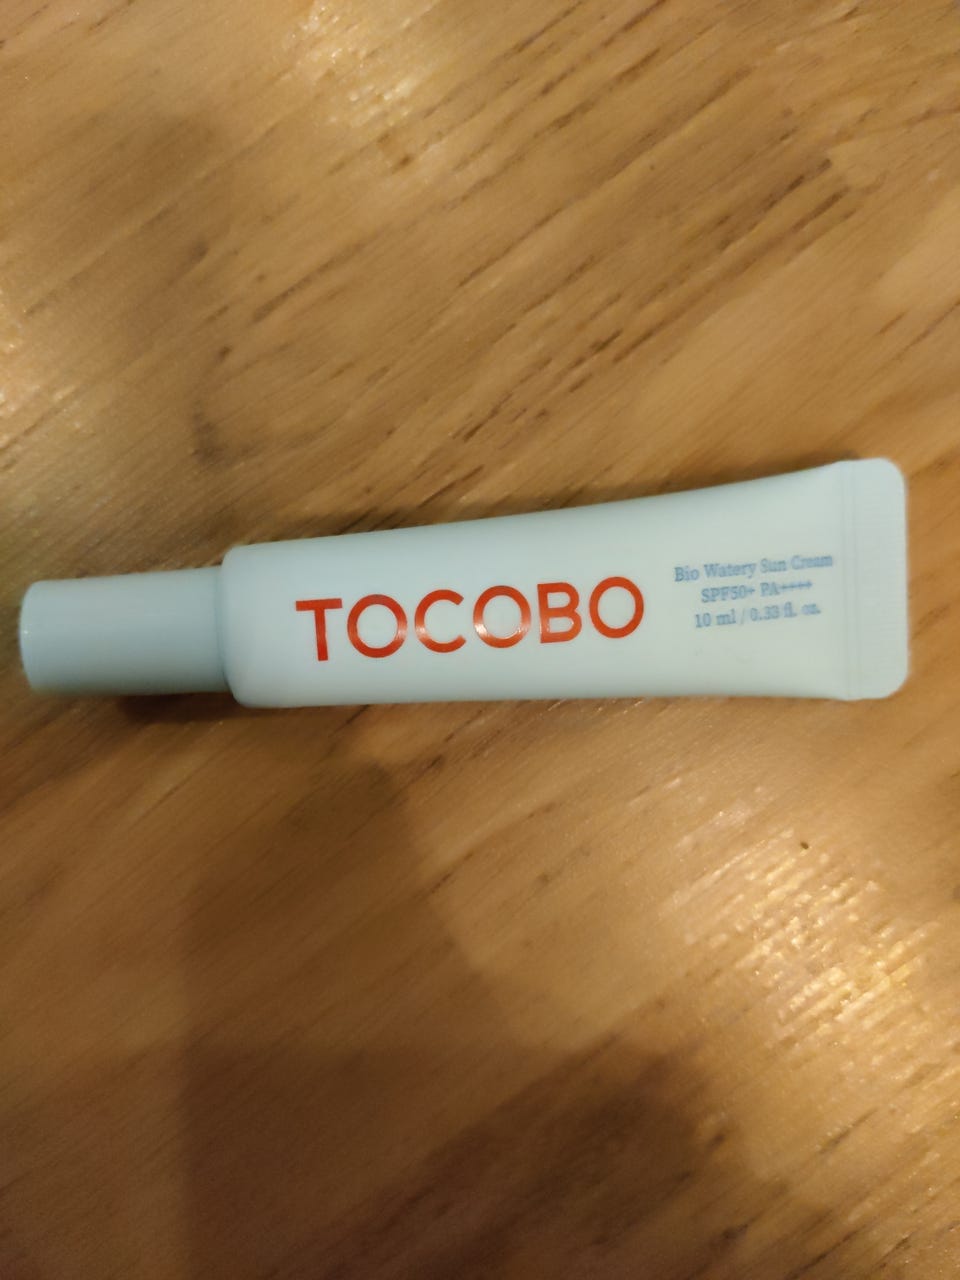 TOCOBO
Bio Watery Sun Cream
SPF50+ PA++++
10 ml / 0.33 fl. oz.